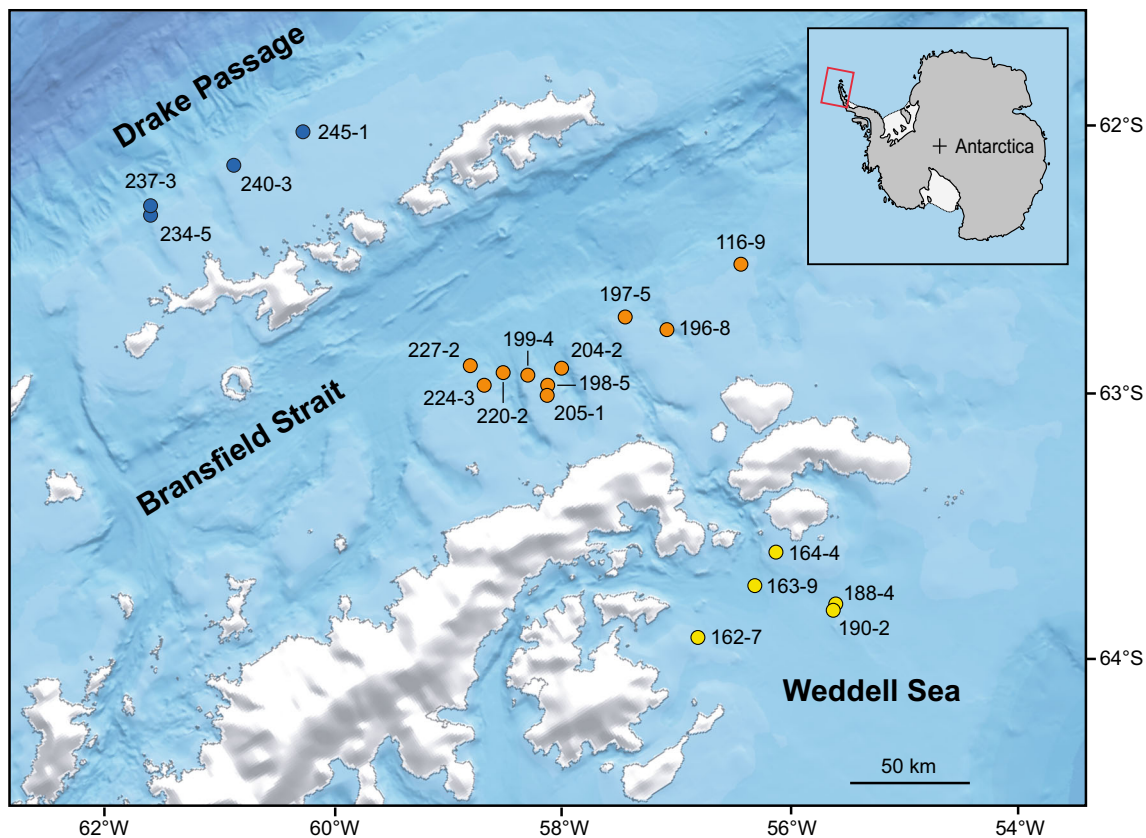 Drake Passage
245-1
62°S
+ Antarctica
237-3
240-3
234-5
116-9
197-5
199-4
196-8
227-2
204-2
198-5
224-3
220-2
205-1
63°S
Bransfield Strait
164-4
163-9
188-4
190-2
162-7
64°S
Weddell Sea
50 km
62°W
60°W
58°W
56°W
54°W